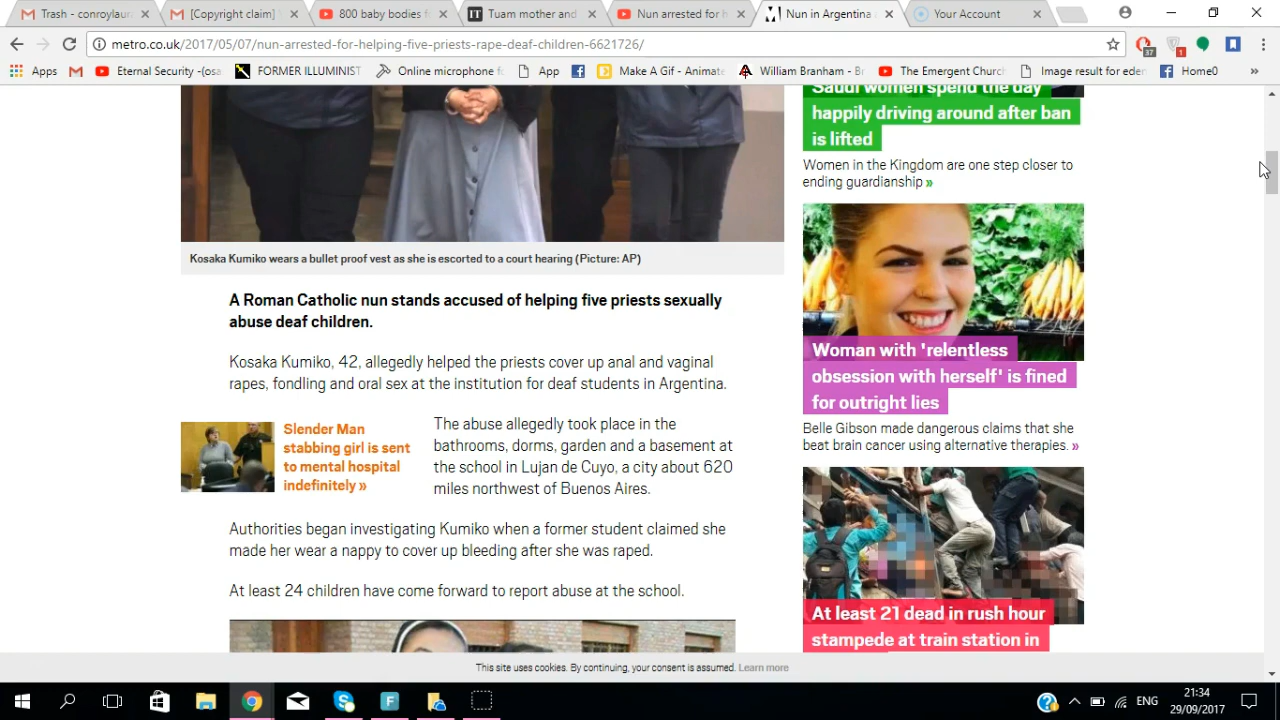 Trash - conroylaur
[Copyright claim]
800 baby bodies f
Tuam mother and
Nun arrested for h
Nun in Argentina
Your Account
metro.co.uk/2017/05/07/nun-arrested-for-helping-five-priests-rape-deaf-children-6621726/
37
1
Apps
Eternal Security -(osa
FORMER ILLUMINIST
Online microphone fo
App
Make A Gif - Animate
William Branham - Br
The Emergent Church
Image result for eden
Home0
»
Saudi women spend the day
happily driving around after ban
is lifted
Women in the Kingdom are one step closer to
ending guardianship »
Kosaka Kumiko wears a bullet proof vest as she is escorted to a court hearing (Picture: AP)
A Roman Catholic nun stands accused of helping five priests sexually
abuse deaf children.
Kosaka Kumiko, 42, allegedly helped the priests cover up anal and vaginal
rapes, fondling and oral sex at the institution for deaf students in Argentina.
Slender Man
stabbing girl is sent
to mental hospital
indefinitely »
The abuse allegedly took place in the
bathrooms, dorms, garden and a basement at
the school in Lujan de Cuyo, a city about 620
miles northwest of Buenos Aires.
Authorities began investigating Kumiko when a former student claimed she
made her wear a nappy to cover up bleeding after she was raped.
At least 24 children have come forward to report abuse at the school.
Woman with 'relentless
obsession with herself' is fined
for outright lies
Belle Gibson made dangerous claims that she
beat brain cancer using alternative therapies. »
At least 21 dead in rush hour
stampede at train station in
This site uses cookies. By continuing, your consent is assumed. Learn more
ENG
21:34
29/09/2017